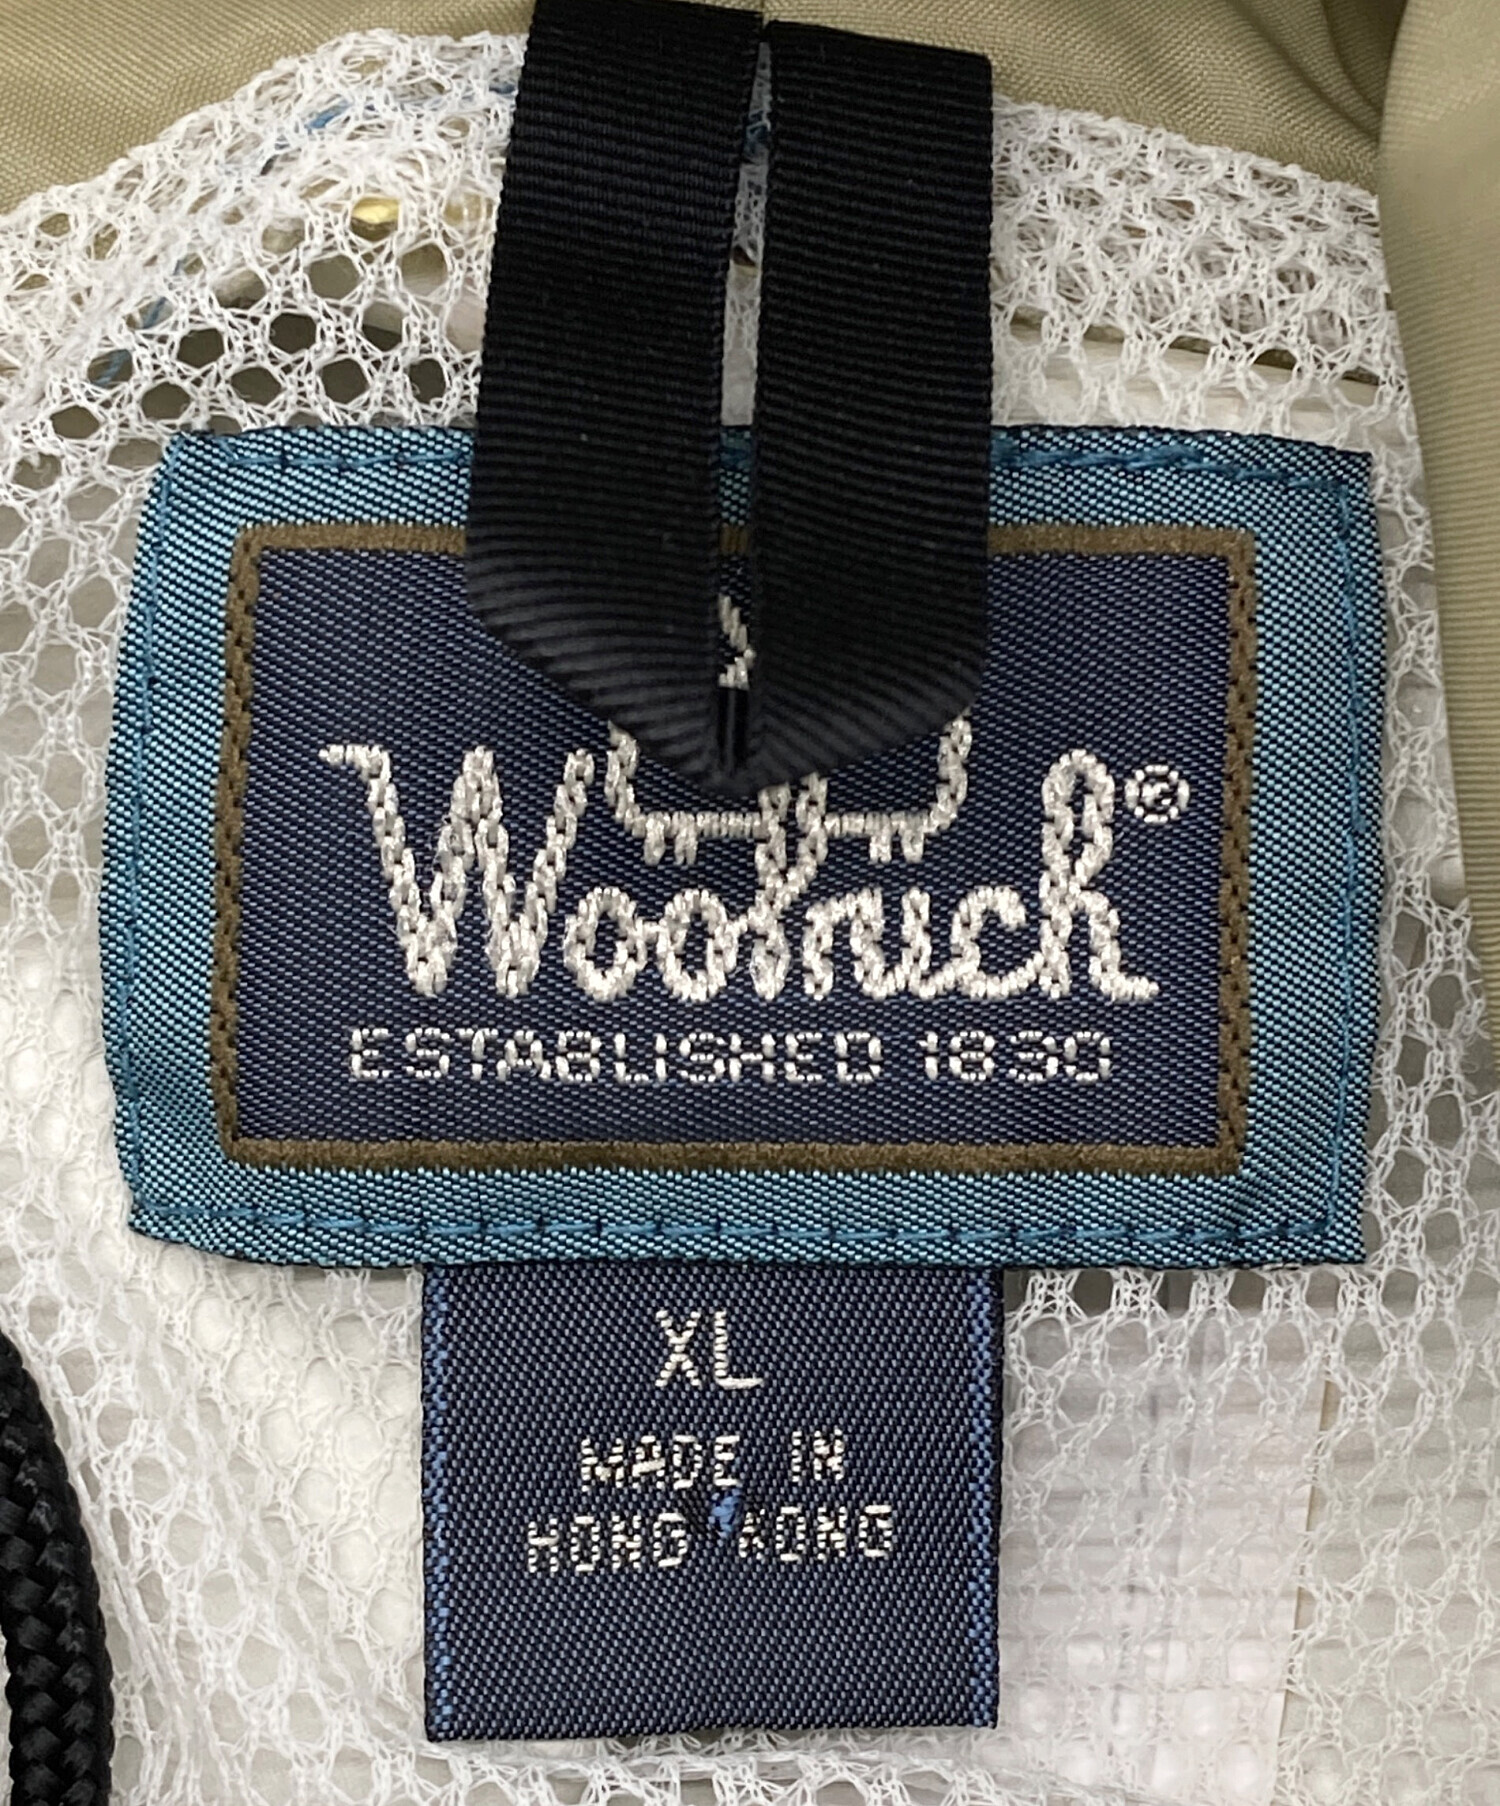 Woolrich®
ESTABLISHED 1830
XL
MADE IN
HONG KONG